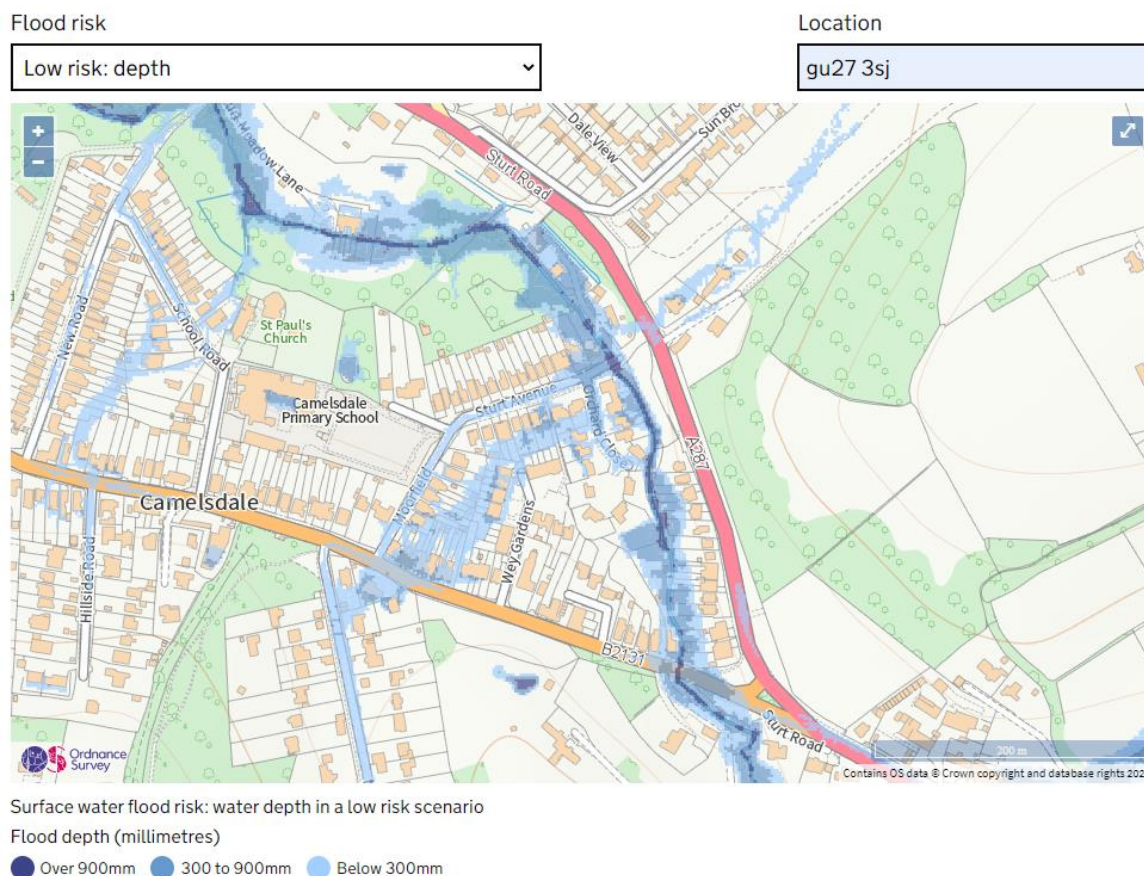 Flood risk
Location
Low risk: depth
gu27 3sj
+
−
Meadow Lane
Sturt Road
Dale View
Sun Bro
New Road
School Road
St Paul's
Church
Camelsdale
Primary School
Sturt Avenue
Orchard Close
A287
Camelsdale
Moorfield
Wey Gardens
Hillside Road
B2131
Sturt Road
Ordnance
Survey
200 m
Contains OS data © Crown copyright and database rights 202
Surface water flood risk: water depth in a low risk scenario
Flood depth (millimetres)
Over 900mm 300 to 900mm Below 300mm